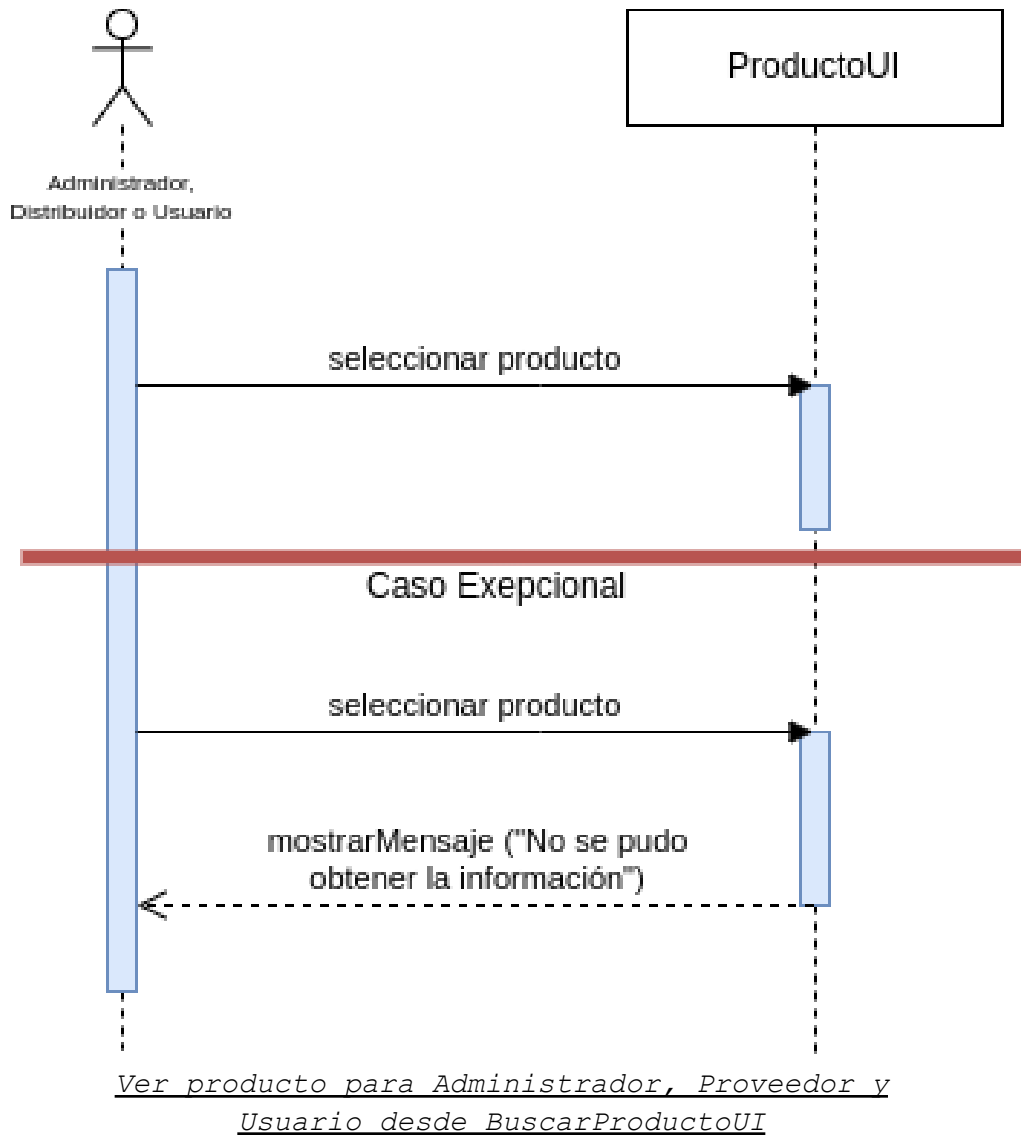 ProductoUI
Administrador,
Distribuidor o Usuario
seleccionar producto
Caso Exepcional
seleccionar producto
mostrarMensaje ("No se pudo
obtener la información")
Ver producto para Administrador, Proveedor y
Usuario desde BuscarProductoUI